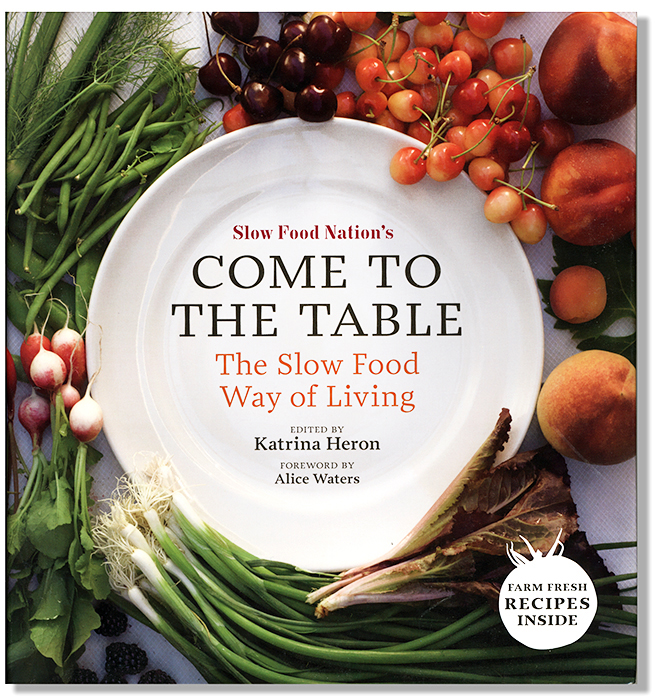 Slow Food Nation's
COME TO
THE TABLE
The Slow Food
Way of Living
EDITED BY
Katrina Heron
FOREWORD BY
Alice Waters
FARM FRESH
RECIPES
INSIDE